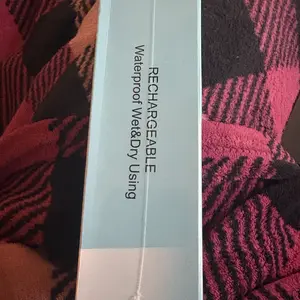 RECHARGEABLE
Waterproof Wet&Dry Using